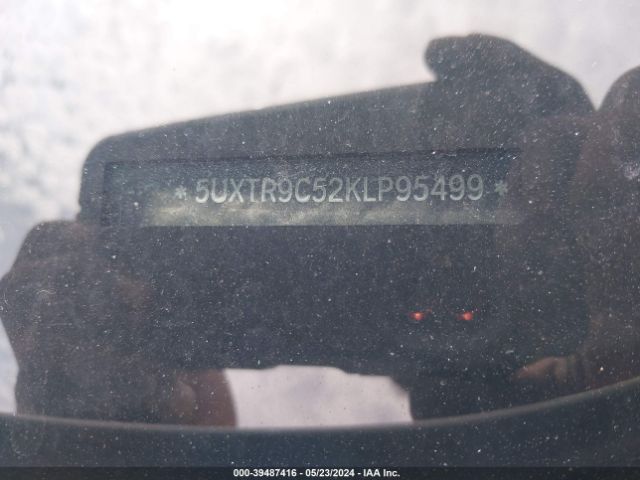 * 5UXTR9C52KLP95499 *
000-39487416 - 05/23/2024 - IAA Inc.